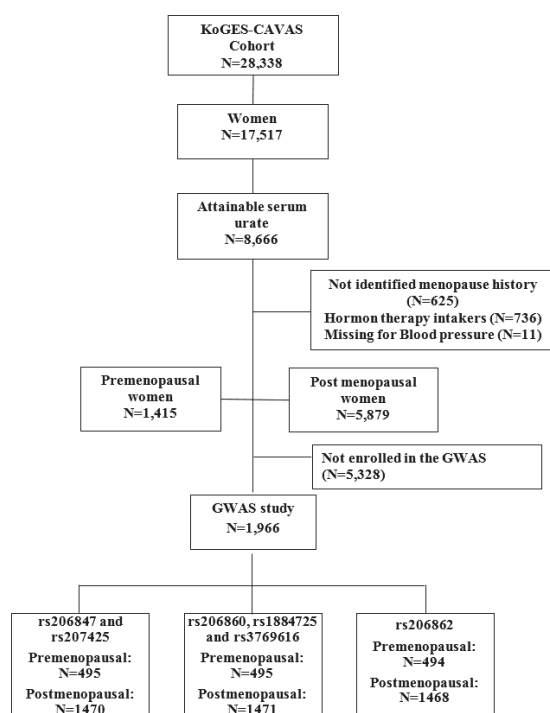 KoGES-CAVAS
Cohort
N=28,338
Women
N=17,517
Attainable serum
urate
N=8,666
Not identified menopause history
(N=625)
Hormon therapy intakers (N=736)
Missing for Blood pressure (N=11)
Premenopausal
women
N=1,415
Post menopausal
women
N=5,879
Not enrolled in the GWAS
(N=5,328)
GWAS study
N=1,966
rs206847 and
rs207425
Premenopausal:
N=495
Postmenopausal:
N=1470
rs206860, rs1884725
and rs3769616
Premenopausal:
N=495
Postmenopausal:
N=1471
rs206862
Premenopausal:
N=494
Postmenopausal:
N=1468